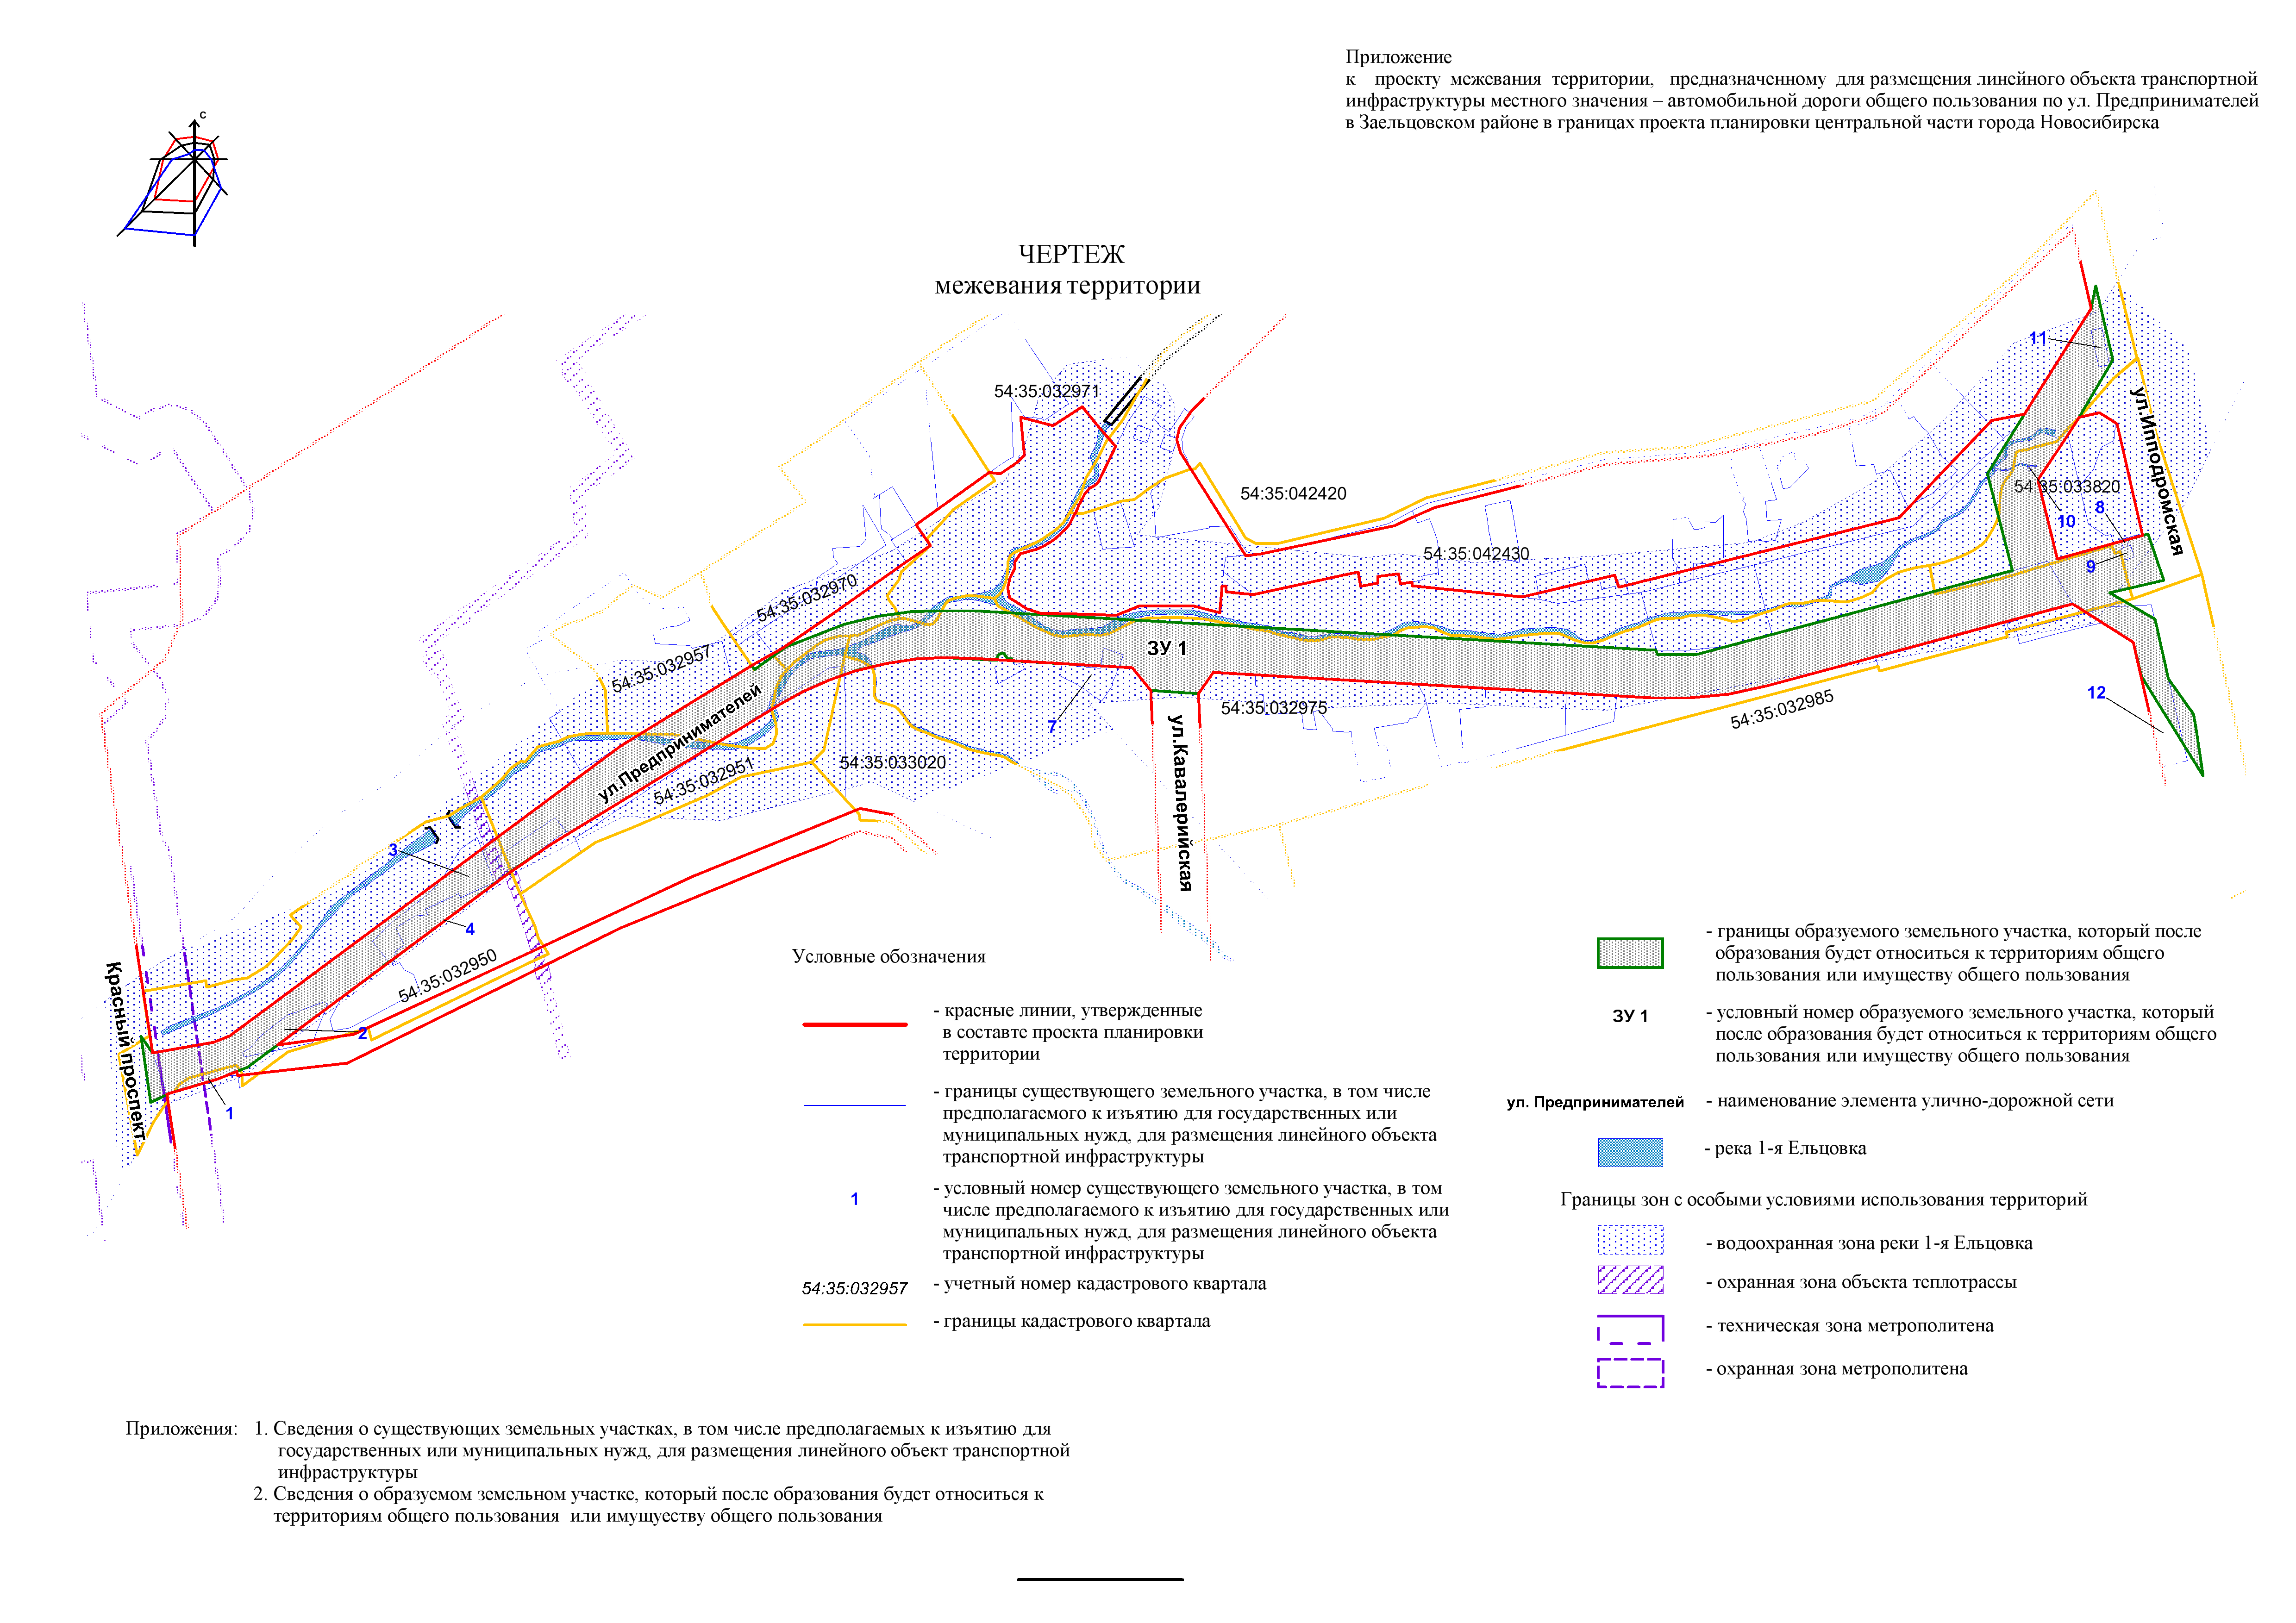 Приложение
к проекту межевания территории, предназначенному для размещения линейного объекта транспортной
инфраструктуры местного значения – автомобильной дороги общего пользования по ул. Предпринимателей
в Заельцовском районе в границах проекта планировки центральной части города Новосибирска
С
ЧЕРТЕЖ
межевания территории
11
54:35:032971
ул.Ипподромская
54:35:042420
54:35:033820
8
10
54:35:042430
9
54:35:032970
ЗУ 1
54:35:032957
ул.Предпринимателей
12
7
54:35:032975
54:35:032985
ул.Кавалерийская
54:35:032951
54:35:033020
3
4
54:35:032950
Красный проспект
2
1
Условные обозначения
- красные линии, утвержденные
в составте проекта планировки
территории
- границы существующего земельного участка, в том числе
предполагаемого к изъятию для государственных или
муниципальных нужд, для размещения линейного объекта
транспортной инфраструктуры
1
- условный номер существующего земельного участка, в том
числе предполагаемого к изъятию для государственных или
муниципальных нужд, для размещения линейного объекта
транспортной инфраструктуры
54:35:032957 - учетный номер кадастрового квартала
- границы кадастрового квартала
- границы образуемого земельного участка, который после
образования будет относиться к территориям общего
пользования или имуществу общего пользования
ЗУ 1 - условный номер образуемого земельного участка, который
после образования будет относиться к территориям общего
пользования или имуществу общего пользования
ул. Предпринимателей - наименование элемента улично-дорожной сети
- река 1-я Ельцовка
Границы зон с особыми условиями использования территорий
- водоохранная зона реки 1-я Ельцовка
- охранная зона объекта теплотрассы
- техническая зона метрополитена
- охранная зона метрополитена
Приложения: 1. Сведения о существующих земельных участках, в том числе предполагаемых к изъятию для
государственных или муниципальных нужд, для размещения линейного объект транспортной
инфраструктуры
2. Сведения о образуемом земельном участке, который после образования будет относиться к
территориям общего пользования или имущуеству общего пользования